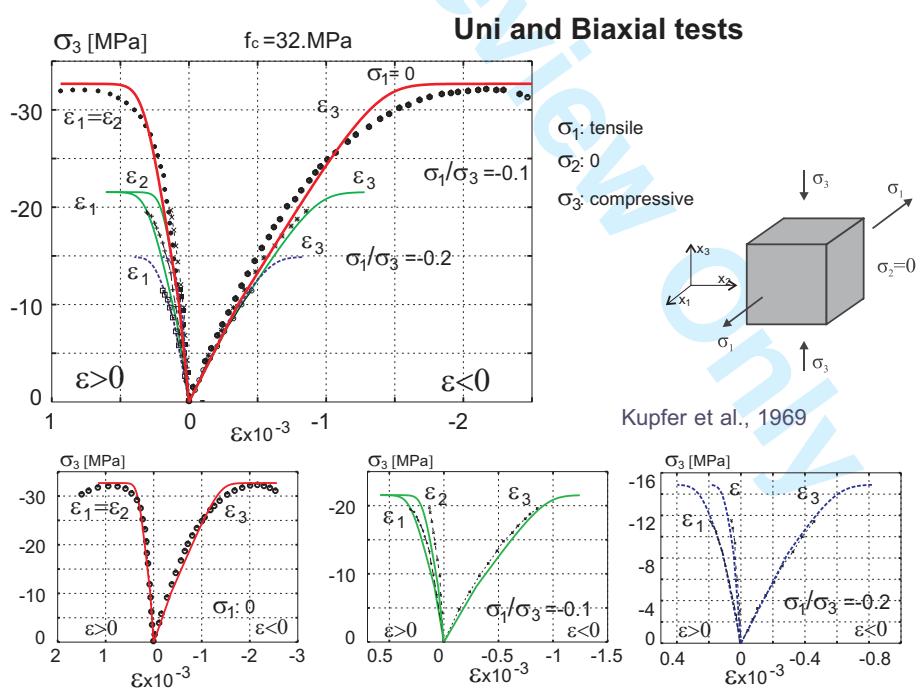 Uni and Biaxial tests
σ3 [MPa]
fc =32.MPa
σ1= 0
-30
ε1=ε2
ε3
σ1/σ3 =-0.1
-20
ε2
ε1
ε3
ε3
σ1/σ3 =-0.2
ε1
-10
ε>0
ε<0
0
1
0
-1
-2
εx10-3
σ1: tensile
σ2: 0
σ3: compressive
σ3
σ1
x3
x2
x1
σ2=0
σ1
σ3
Review Only
Kupfer et al., 1969
σ3 [MPa]
-30
ε1=ε2
ε3
-20
-10
σ1: 0
ε>0
ε<0
0
2
1
0
-1
-2
-3
εx10-3
σ3 [MPa]
-20
ε1
ε2
ε3
-10
σ1/σ3 =-0.1
ε>0
ε<0
0
0.5
0
-0.5
-1
-1.5
εx10-3
σ3 [MPa]
-16
ε1
ε
ε3
-12
-8
-4
σ1/σ3 =-0.2
ε>0
ε<0
0
0.4
0
-0.4
-0.8
εx10-3